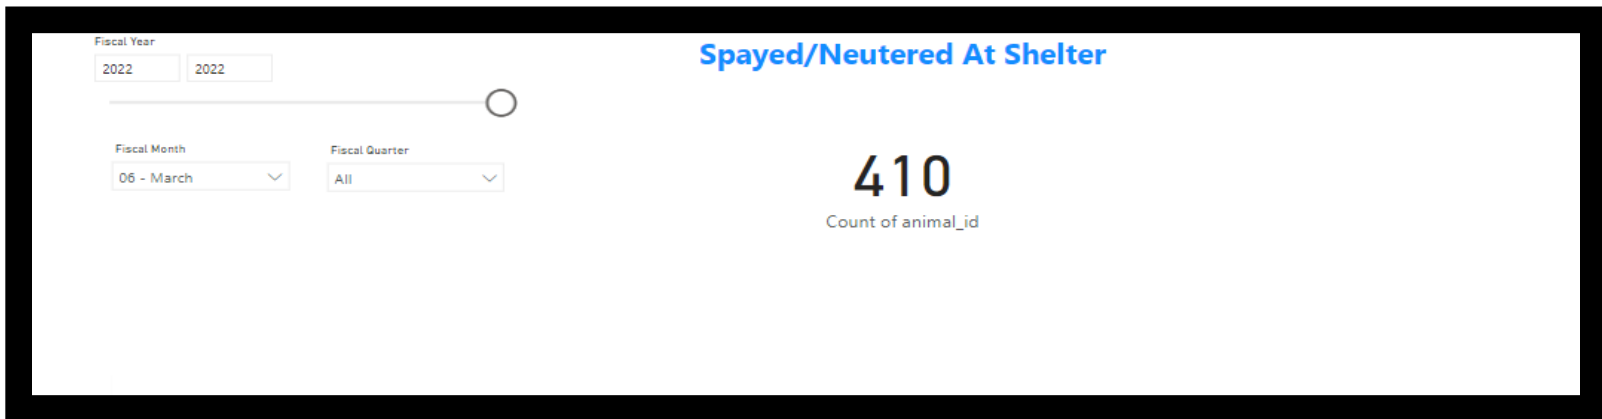 Fiscal Year
2022 2022
Spayed/Neutered At Shelter
Fiscal Month Fiscal Quarter
06 - March All
410
Count of animal_id